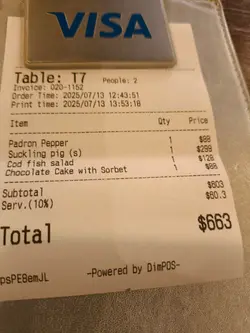 VISA
Table: T7 People: 2
Invoice: 020-1152
Order Time: 2025/07/13 12:43:51
Print time: 2025/07/13 13:53:18
Item Qty Price
Padron Pepper 1 $88
Suckling pig (s) 1 $299
Cod fish salad 1 $128
Chocolate Cake with Sorbet 1 $88
Subtotal $603
Serv.(10%) $60.3
Total $663
psPEBemJL -Powered by DimPOS-